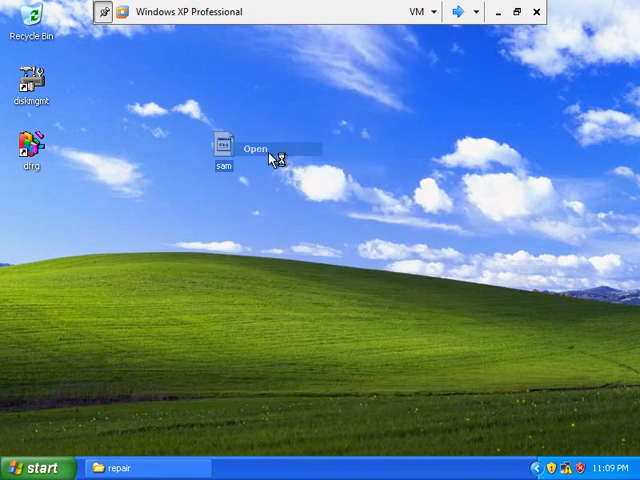 Windows XP Professional
VM
Recycle Bin
diskmgmt
dfrg
Open
sam
start
repair
11:09 PM